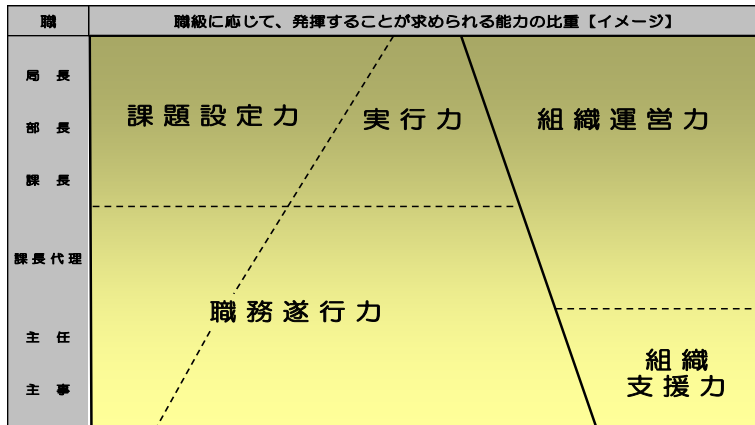 職
職級に応じて、発揮することが求められる能力の比重【イメージ】
局長
部長
課長
課長代理
主任
主事
課題設定力
実行力
組織運営力
職務遂行力
組織
支援力